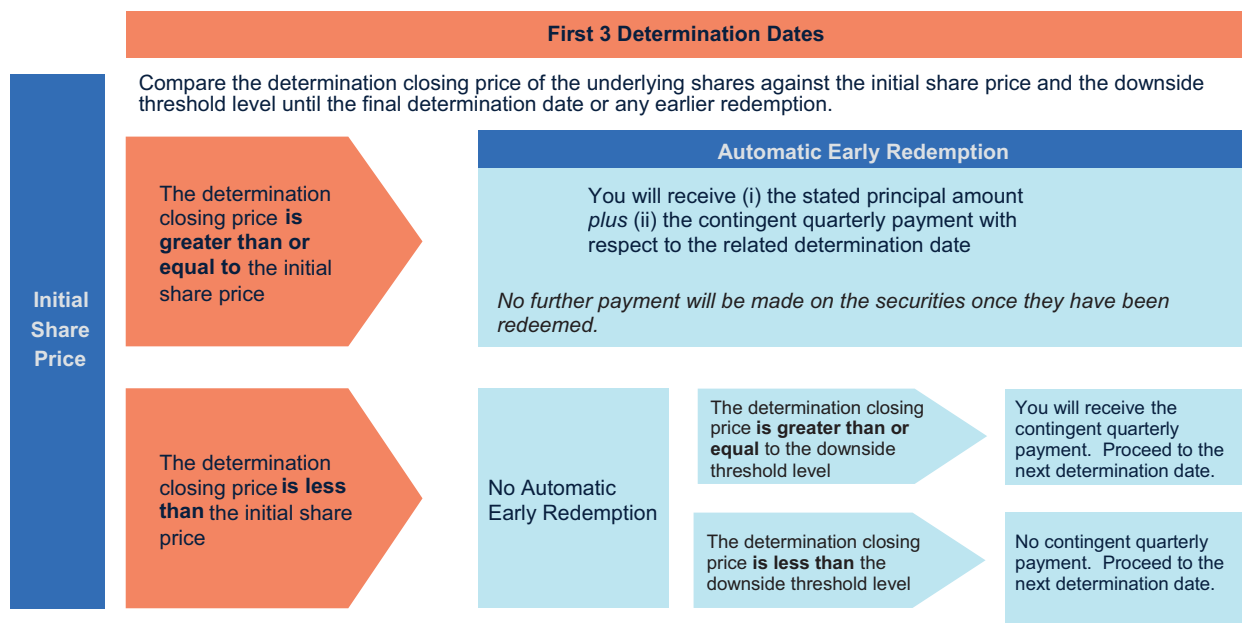 First 3 Determination Dates
Compare the determination closing price of the underlying shares against the initial share price and the downside
threshold level until the final determination date or any earlier redemption.
Initial
Share
Price
The determination
closing price is
greater than or
equal to the initial
share price
Automatic Early Redemption
You will receive (i) the stated principal amount
plus (ii) the contingent quarterly payment with
respect to the related determination date
No further payment will be made on the securities once they have been
redeemed.
The determination
closing price is less
than the initial share
price
No Automatic
Early Redemption
The determination closing
price is greater than or
equal to the downside
threshold level
You will receive the
contingent quarterly
payment. Proceed to the
next determination date.
The determination closing
price is less than the
downside threshold level
No contingent quarterly
payment. Proceed to the
next determination date.